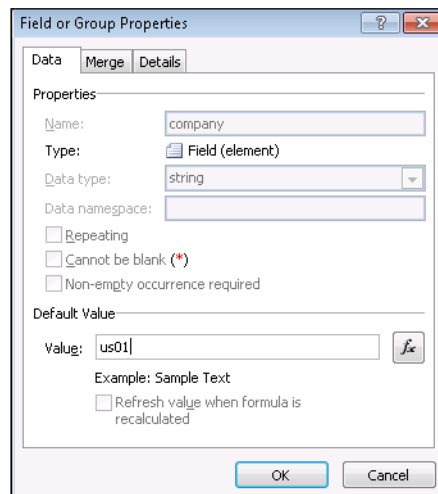 Field or Group Properties
Data Merge Details
Properties
Name: company
Type: Field (element)
Data type: string
Data namespace:
Repeating
Cannot be blank (*)
Non-empty occurrence required
Default Value
Value: us01
fx
Example: Sample Text
Refresh value when formula is
recalculated
OK Cancel